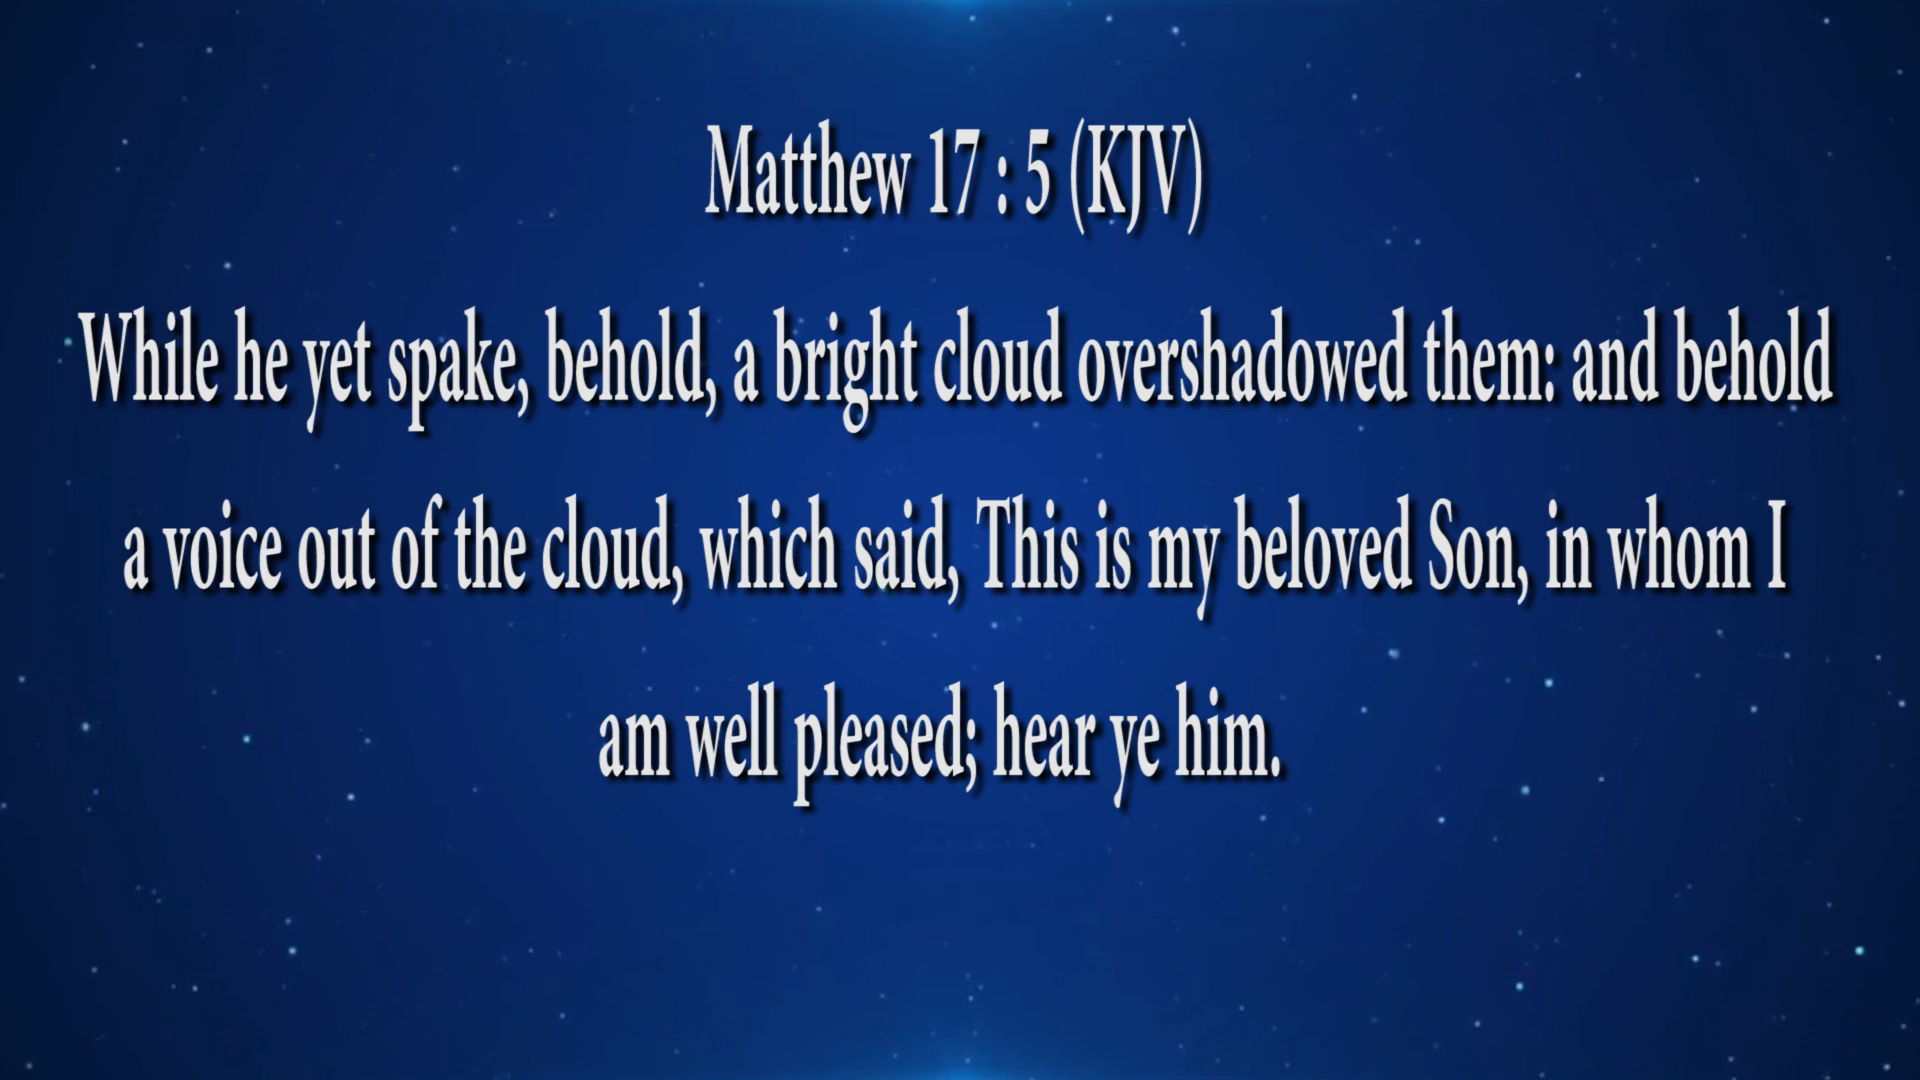 Matthew 17 : 5 (KJV)
While he yet spake, behold, a bright cloud overshadowed them: and behold
a voice out of the cloud, which said, This is my beloved Son, in whom I
am well pleased; hear ye him.